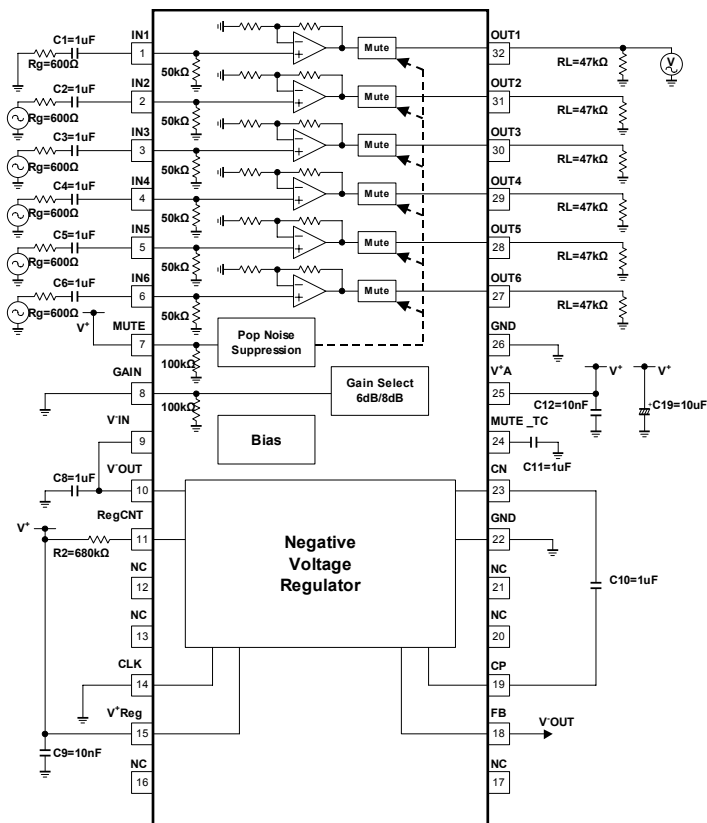 C1=1uF
Rg=600Ω
IN1
1
50kΩ
Mute
OUT1
32
RL=47kΩ
V
C2=1uF
Rg=600Ω
IN2
2
50kΩ
Mute
OUT2
31
RL=47kΩ
C3=1uF
Rg=600Ω
IN3
3
50kΩ
Mute
OUT3
30
RL=47kΩ
C4=1uF
Rg=600Ω
IN4
4
50kΩ
Mute
OUT4
29
RL=47kΩ
C5=1uF
Rg=600Ω
IN5
5
50kΩ
Mute
OUT5
28
RL=47kΩ
C6=1uF
Rg=600Ω
IN6
6
50kΩ
Mute
OUT6
27
RL=47kΩ
V+
MUTE
7
100kΩ
Pop Noise
Suppression
GND
26
GAIN
8
100kΩ
Gain Select
6dB/8dB
V+A
25
V+
V+
C12=10nF
+
C19=10uF
V-IN
9
Bias
MUTE _TC
24
C11=1uF
C8=1uF
V-OUT
10
CN
23
V+
RegCNT
11
R2=680kΩ
Negative
Voltage
Regulator
GND
22
C10=1uF
NC
12
NC
21
NC
13
NC
20
CLK
14
CP
19
V+Reg
15
C9=10nF
FB
18
V-OUT
NC
16
NC
17